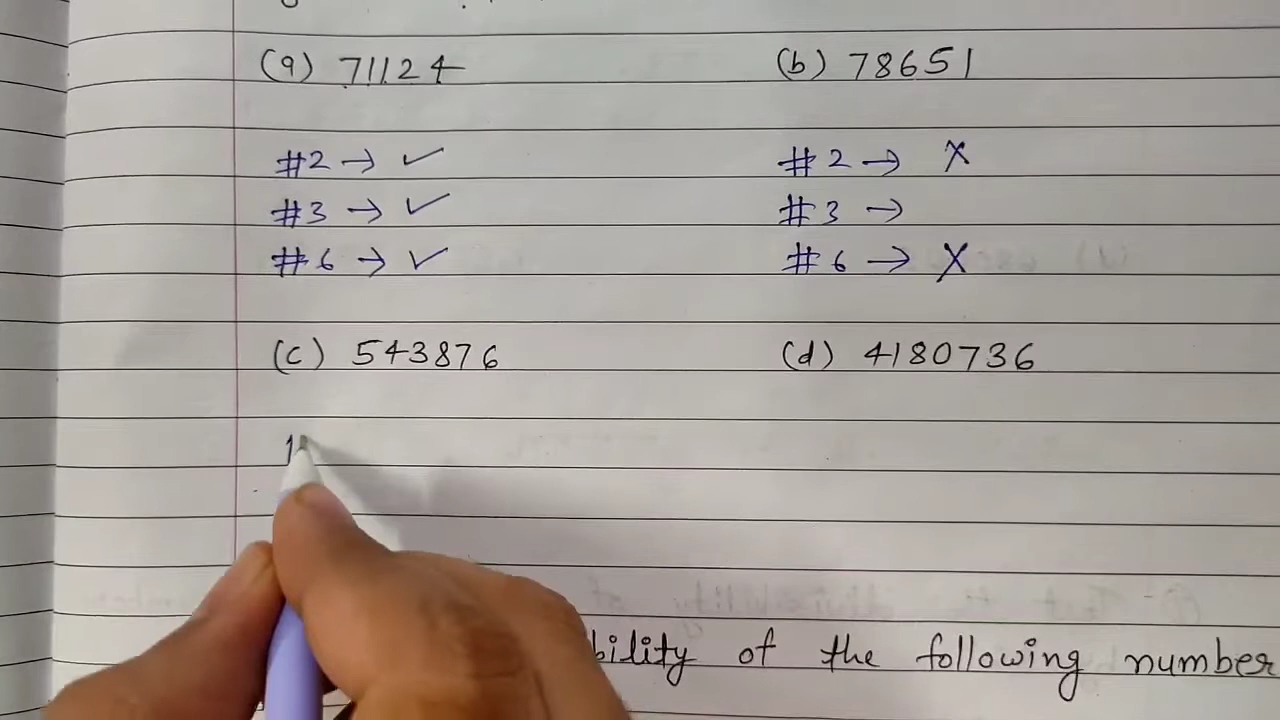 (a) 71124 (b) 78651
#2 → ✓ #2 → X
#3 → ✓ #3 →
#6 → ✓ #6 → X
(c) 543876 (d) 4180736
bility of the following number